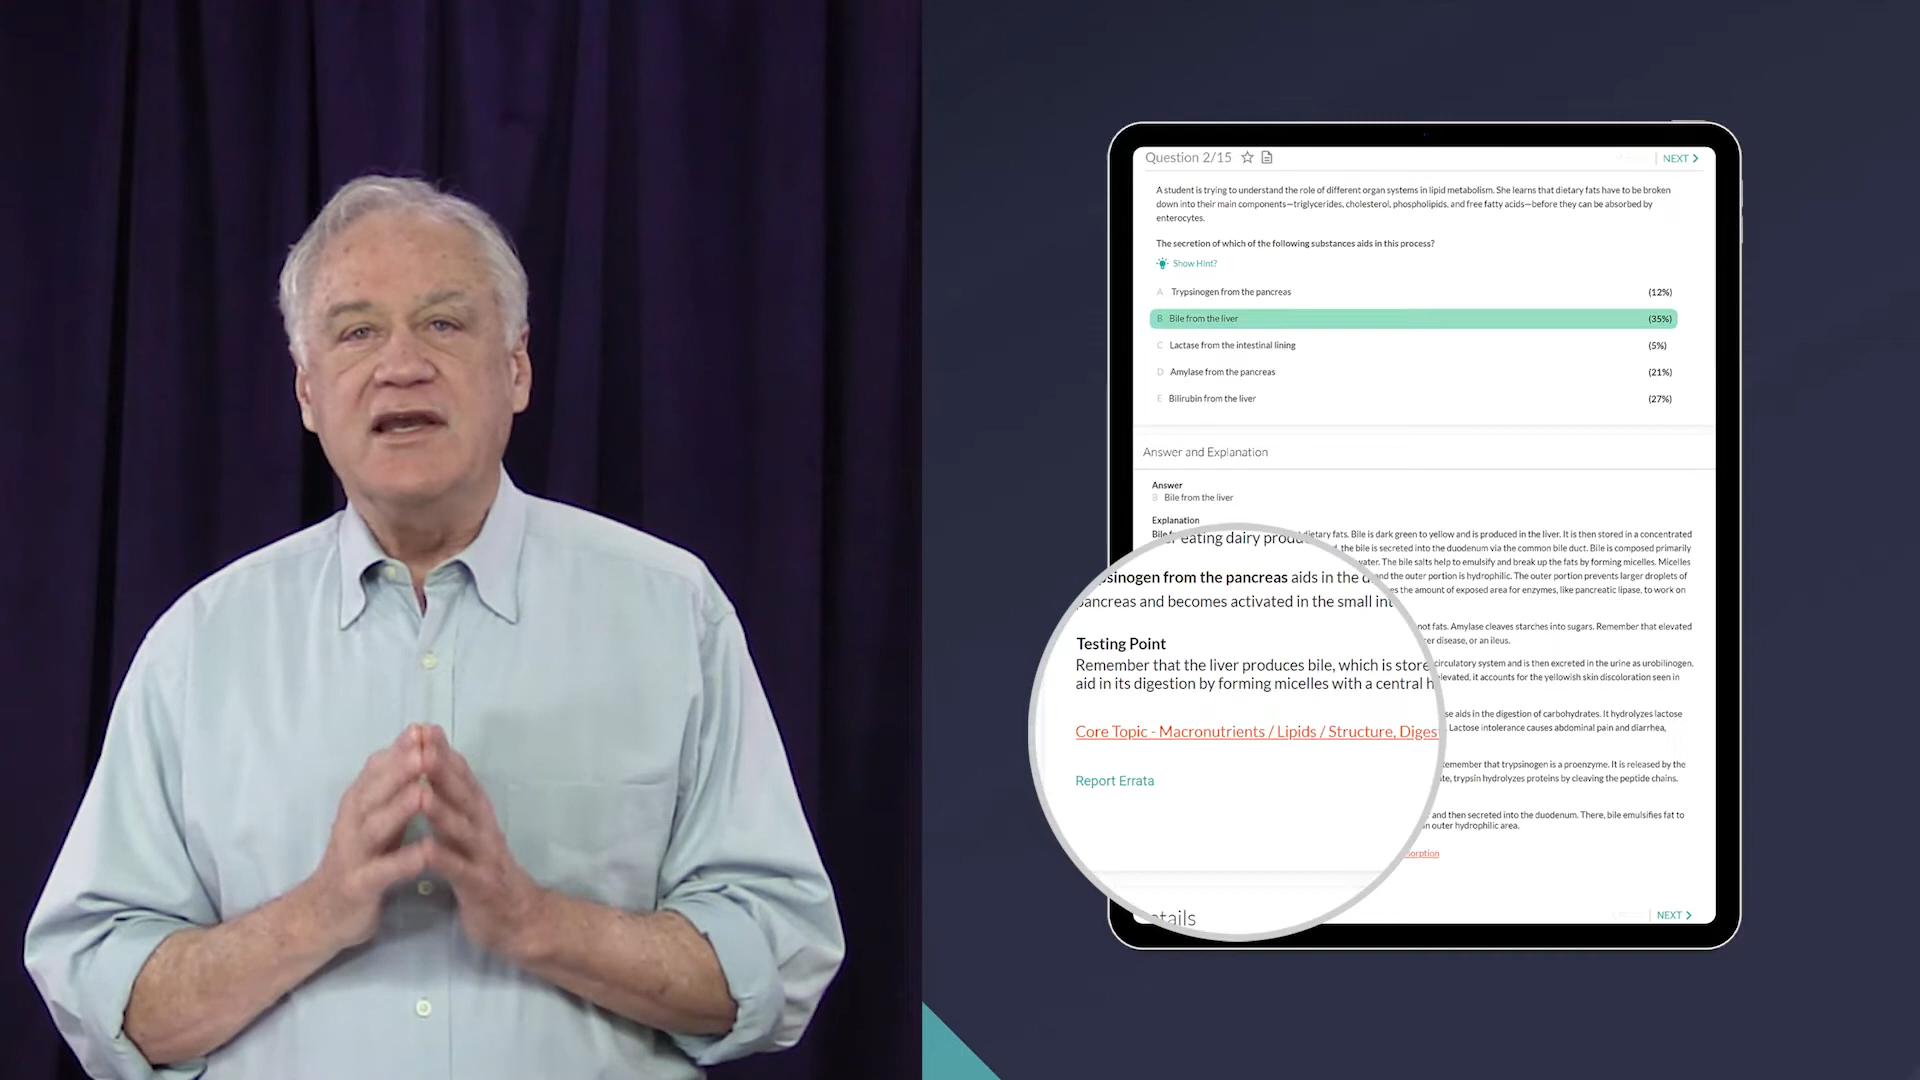 Question 2/15
NEXT
A student is trying to understand the role of different organ systems in lipid metabolism. She learns that dietary fats have to be broken
down into their main components—triglycerides, cholesterol, phospholipids, and free fatty acids—before they can be absorbed by
enterocytes.
The secretion of which of the following substances aids in this process?
Show Hint?
A Trypsinogen from the pancreas (12%)
B Bile from the liver (35%)
C Lactase from the intestinal lining (5%)
D Amylase from the pancreas (21%)
E Bilirubin from the liver (27%)
Answer and Explanation
Answer
B Bile from the liver
Explanation
Bile dietary fats. Bile is dark green to yellow and is produced in the liver. It is then stored in a concentrated
the bile is secreted into the duodenum via the common bile duct. Bile is composed primarily
water. The bile salts help to emulsify and break up the fats by forming micelles. Micelles
and the outer portion is hydrophilic. The outer portion prevents larger droplets of
the amount of exposed area for enzymes, like pancreatic lipase, to work on
not fats. Amylase cleaves starches into sugars. Remember that elevated
disease, or an ileus.
circulatory system and is then excreted in the urine as urobilinogen.
elevated, it accounts for the yellowish skin discoloration seen in
aids in the digestion of carbohydrates. It hydrolyzes lactose
Lactose intolerance causes abdominal pain and diarrhea,
remember that trypsinogen is a proenzyme. It is released by the
trypsin hydrolyzes proteins by cleaving the peptide chains.
and then secreted into the duodenum. There, bile emulsifies fat to
outer hydrophilic area.
sorption
NEXT
eating dairy produ
sinogen from the pancreas aids in the d
pancreas and becomes activated in the small int
Testing Point
Remember that the liver produces bile, which is store
aid in its digestion by forming micelles with a central h
Core Topic - Macronutrients / Lipids / Structure, Diges
Report Errata
etails